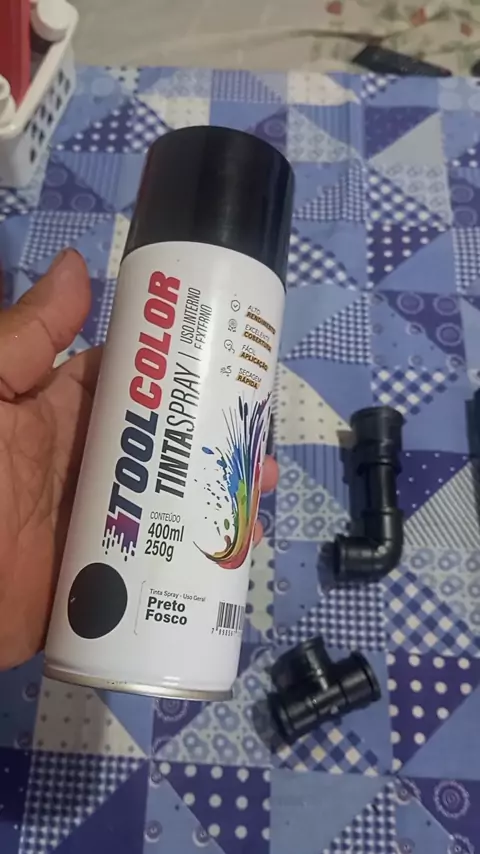 TOOLCOLOR
TINTASPRAY | USO INTERNO
E EXTERNO
ALTO
RENDIMENTO
EXCELENTE
COBERTURA
FÁCIL
APLICAÇÃO
SECAGEM
RÁPIDA
CONTEÚDO
400ml
250g
Tinta Spray - Uso Geral
Preto
Fosco